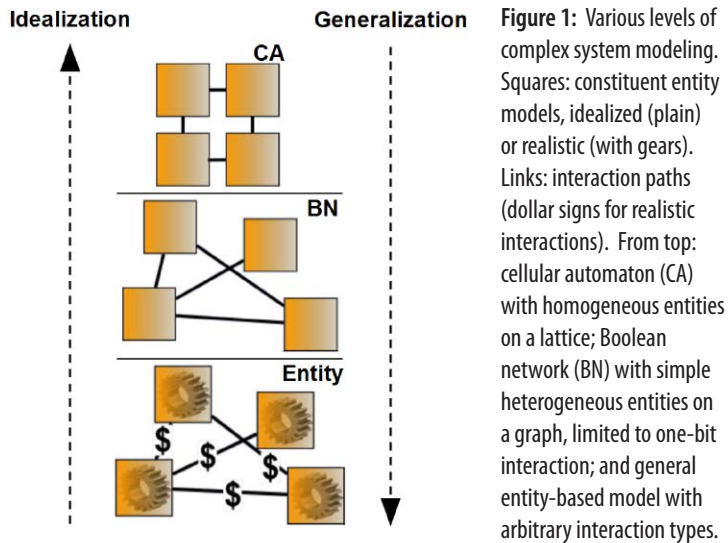 Idealization
Generalization
CA
BN
Entity
$
$
$
$
Figure 1: Various levels of
complex system modeling.
Squares: constituent entity
models, idealized (plain)
or realistic (with gears).
Links: interaction paths
(dollar signs for realistic
interactions). From top:
cellular automaton (CA)
with homogeneous entities
on a lattice; Boolean
network (BN) with simple
heterogeneous entities on
a graph, limited to one-bit
interaction; and general
entity-based model with
arbitrary interaction types.